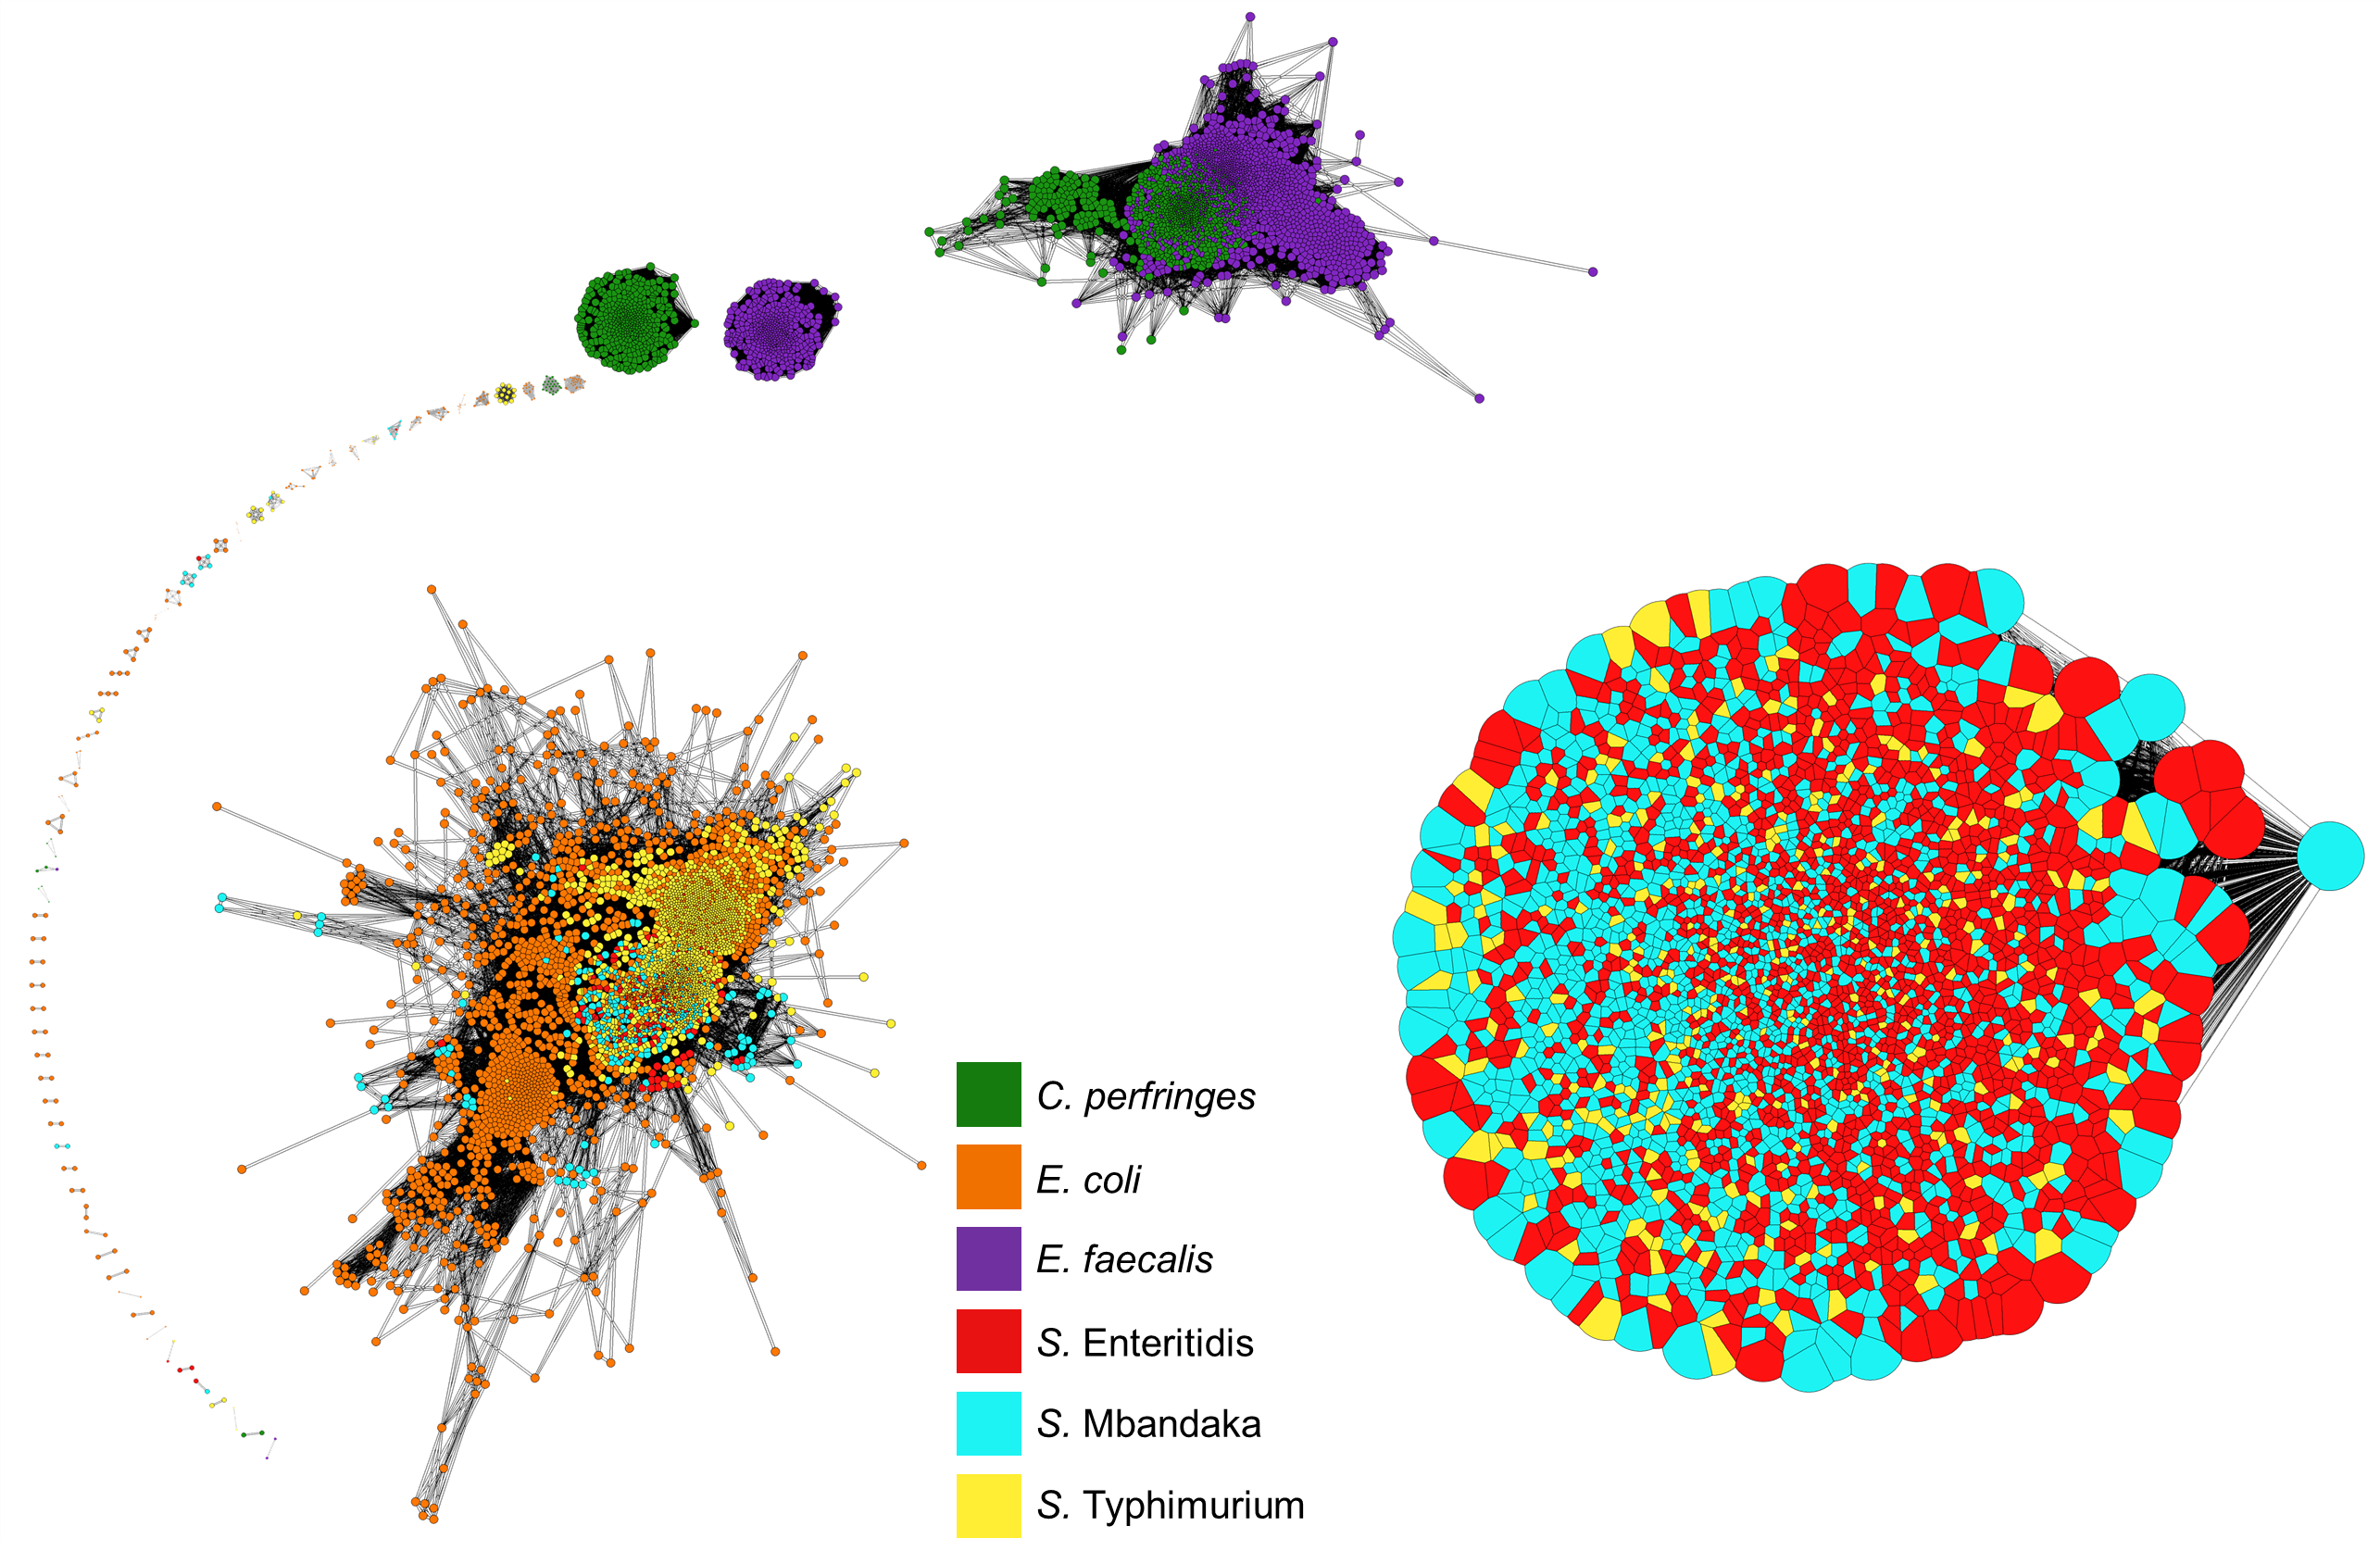 C. perfringes
E. coli
E. faecalis
S. Enteritidis
S. Mbandaka
S. Typhimurium